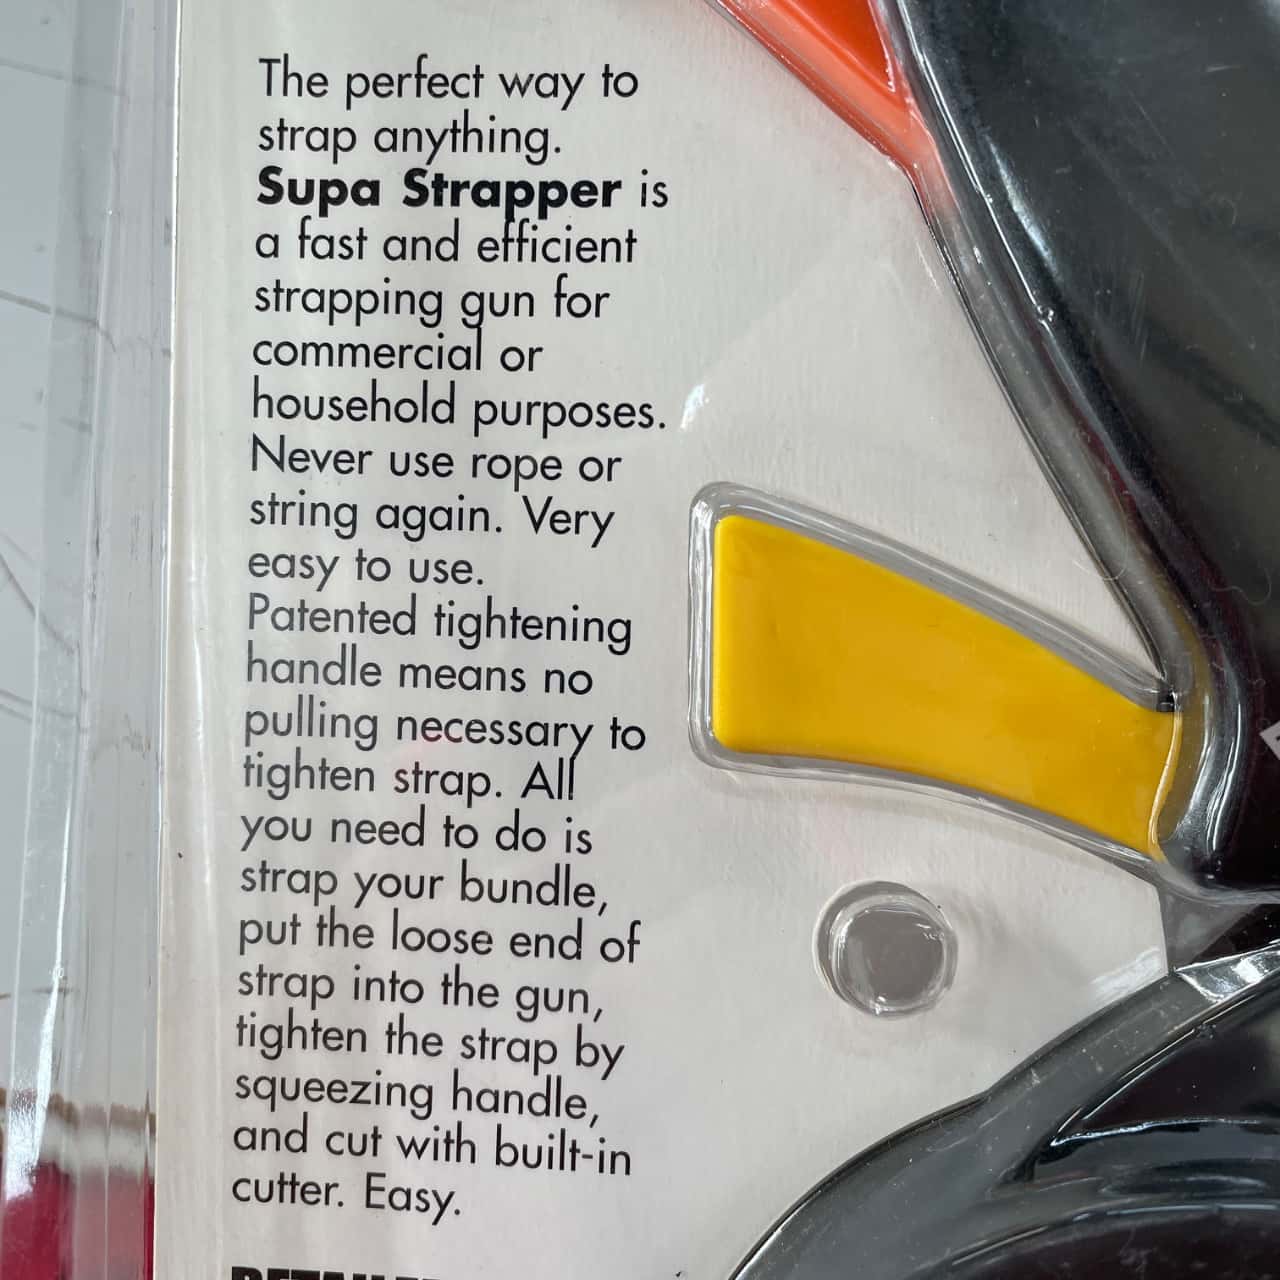 The perfect way to
strap anything.
Supa Strapper is
a fast and efficient
strapping gun for
commercial or
household purposes.
Never use rope or
string again. Very
easy to use.
Patented tightening
handle means no
pulling necessary to
tighten strap. All
you need to do is
strap your bundle,
put the loose end of
strap into the gun,
tighten the strap by
squeezing handle,
and cut with built-in
cutter. Easy.